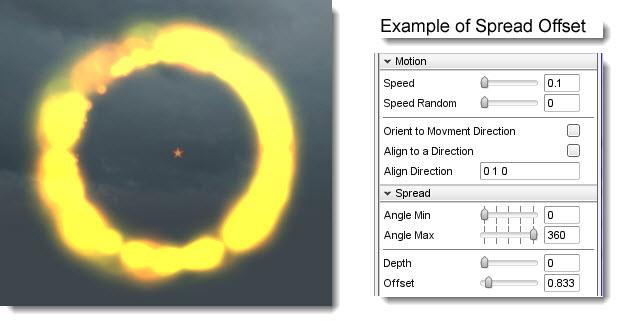 Example of Spread Offset
Motion
Speed 0.1
Speed Random 0
Orient to Movment Direction
Align to a Direction
Align Direction 0 1 0
Spread
Angle Min 0
Angle Max 360
Depth 0
Offset 0.833